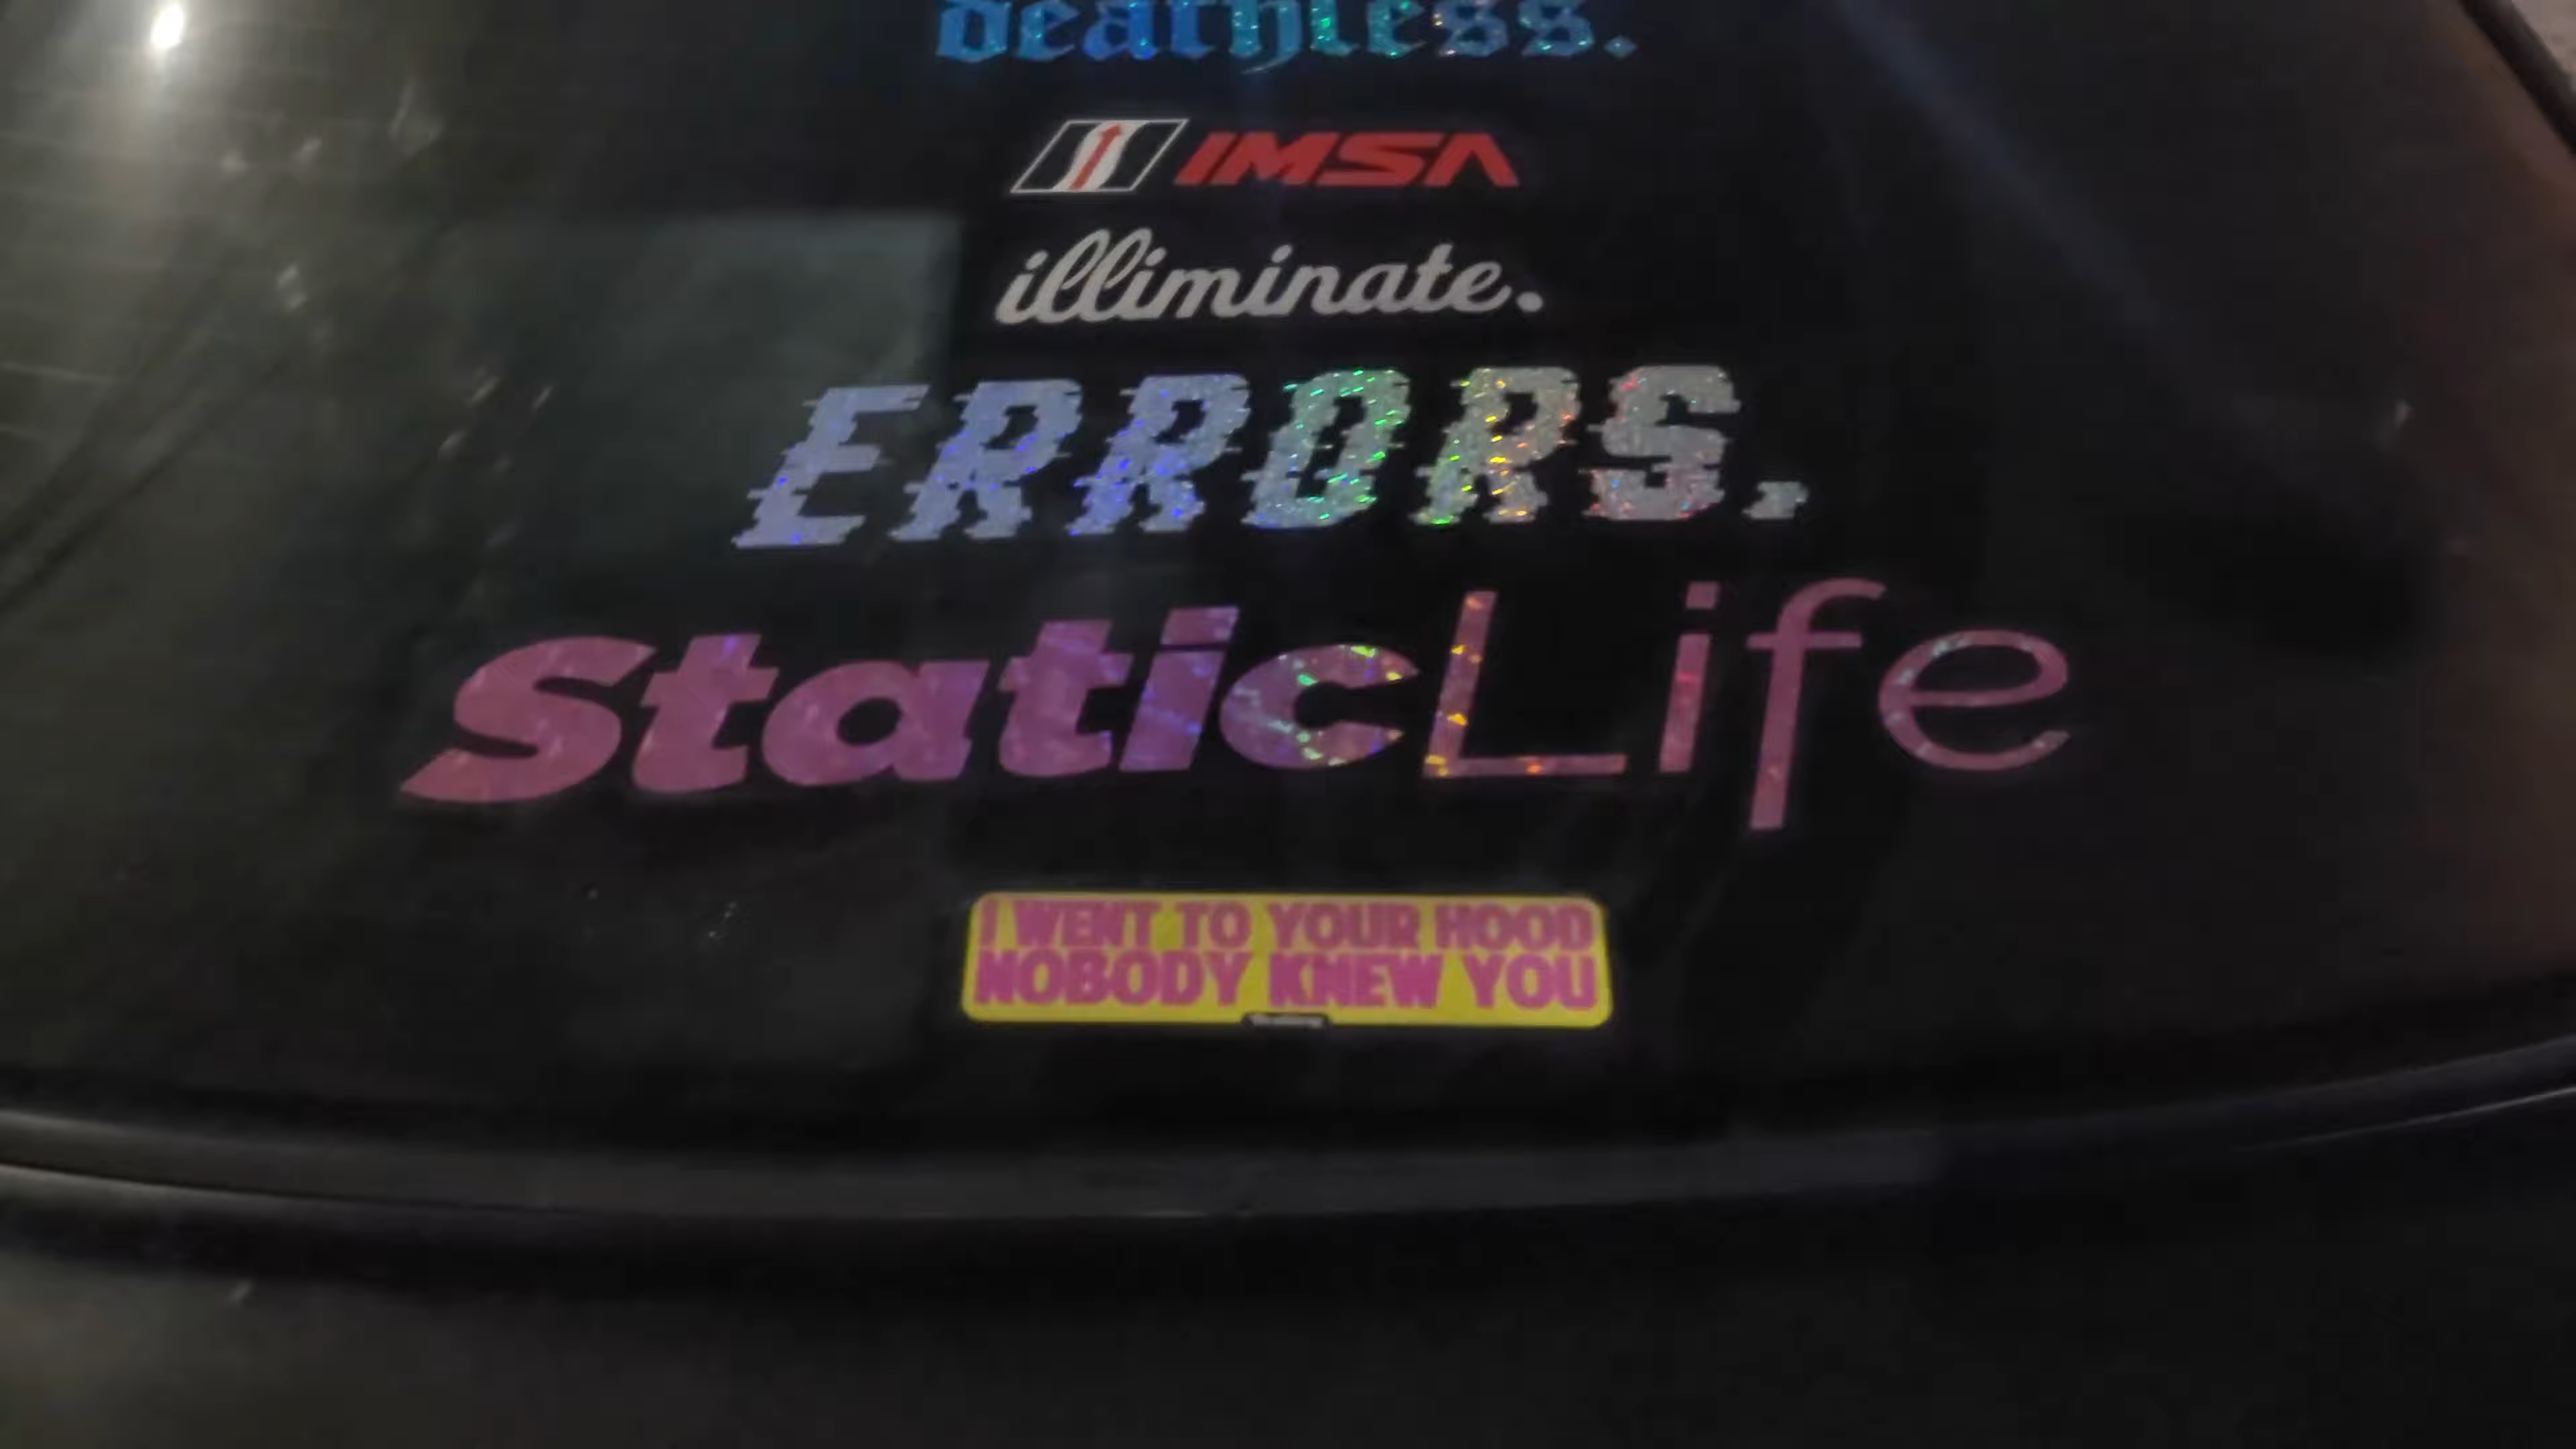 deathless.
IMSA
illiminate.
ERRORS.
StaticLife
I WENT TO YOUR HOOD
NOBODY KNEW YOU